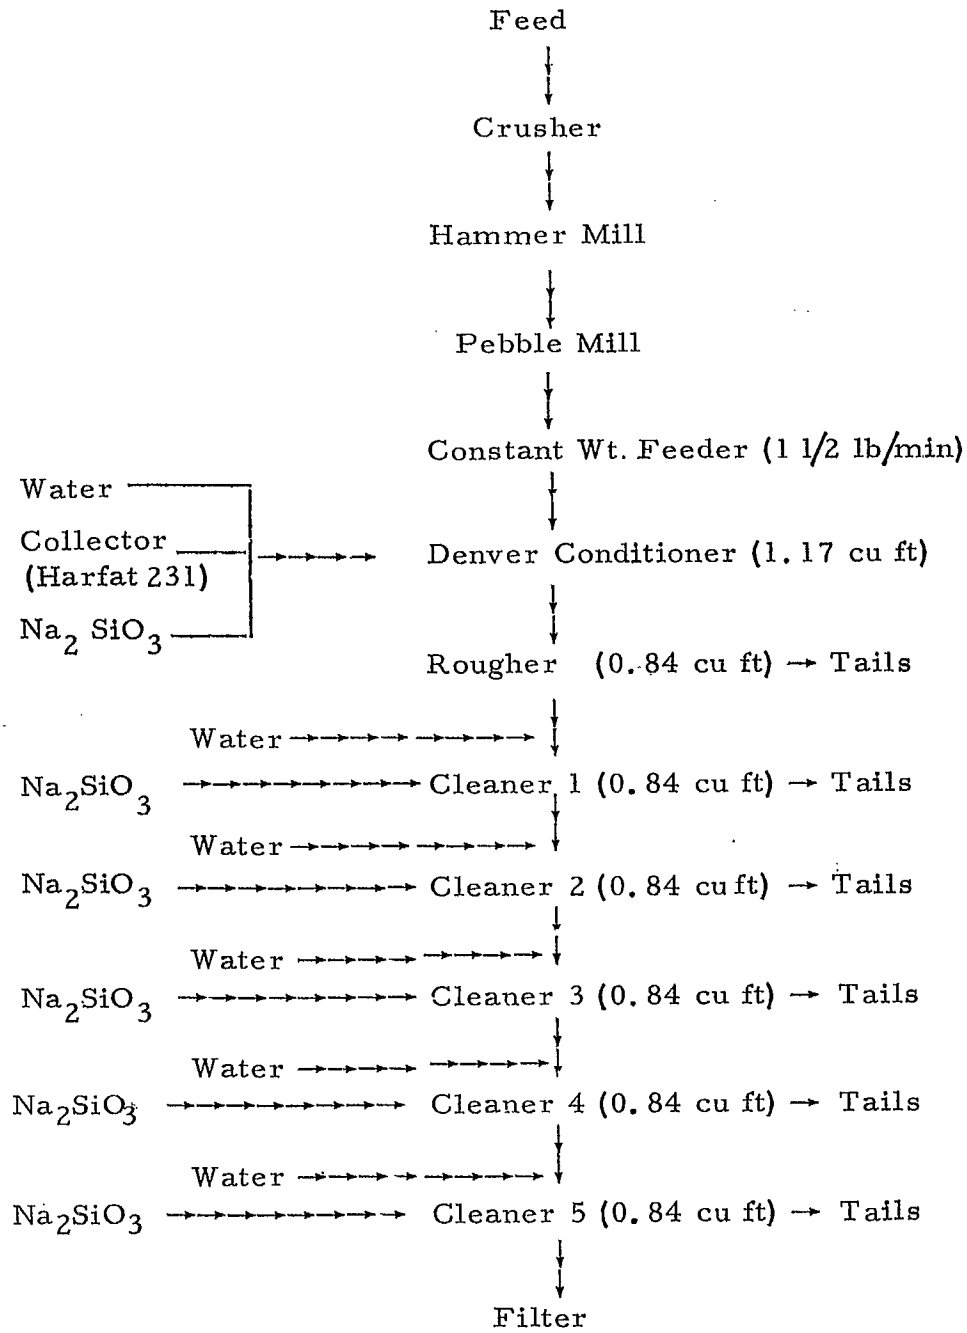 Feed
Crusher
Hammer Mill
Pebble Mill
Constant Wt. Feeder (1 1/2 lb/min)
Water
Collector
(Harfat 231)
Na2 SiO3
Denver Conditioner (1.17 cu ft)
Rougher (0.84 cu ft) → Tails
Water
Na2SiO3 Cleaner 1 (0.84 cu ft) → Tails
Water
Na2SiO3 Cleaner 2 (0.84 cu ft) → Tails
Water
Na2SiO3 Cleaner 3 (0.84 cu ft) → Tails
Water
Na2SiO3 Cleaner 4 (0.84 cu ft) → Tails
Water
Na2SiO3 Cleaner 5 (0.84 cu ft) → Tails
Filter